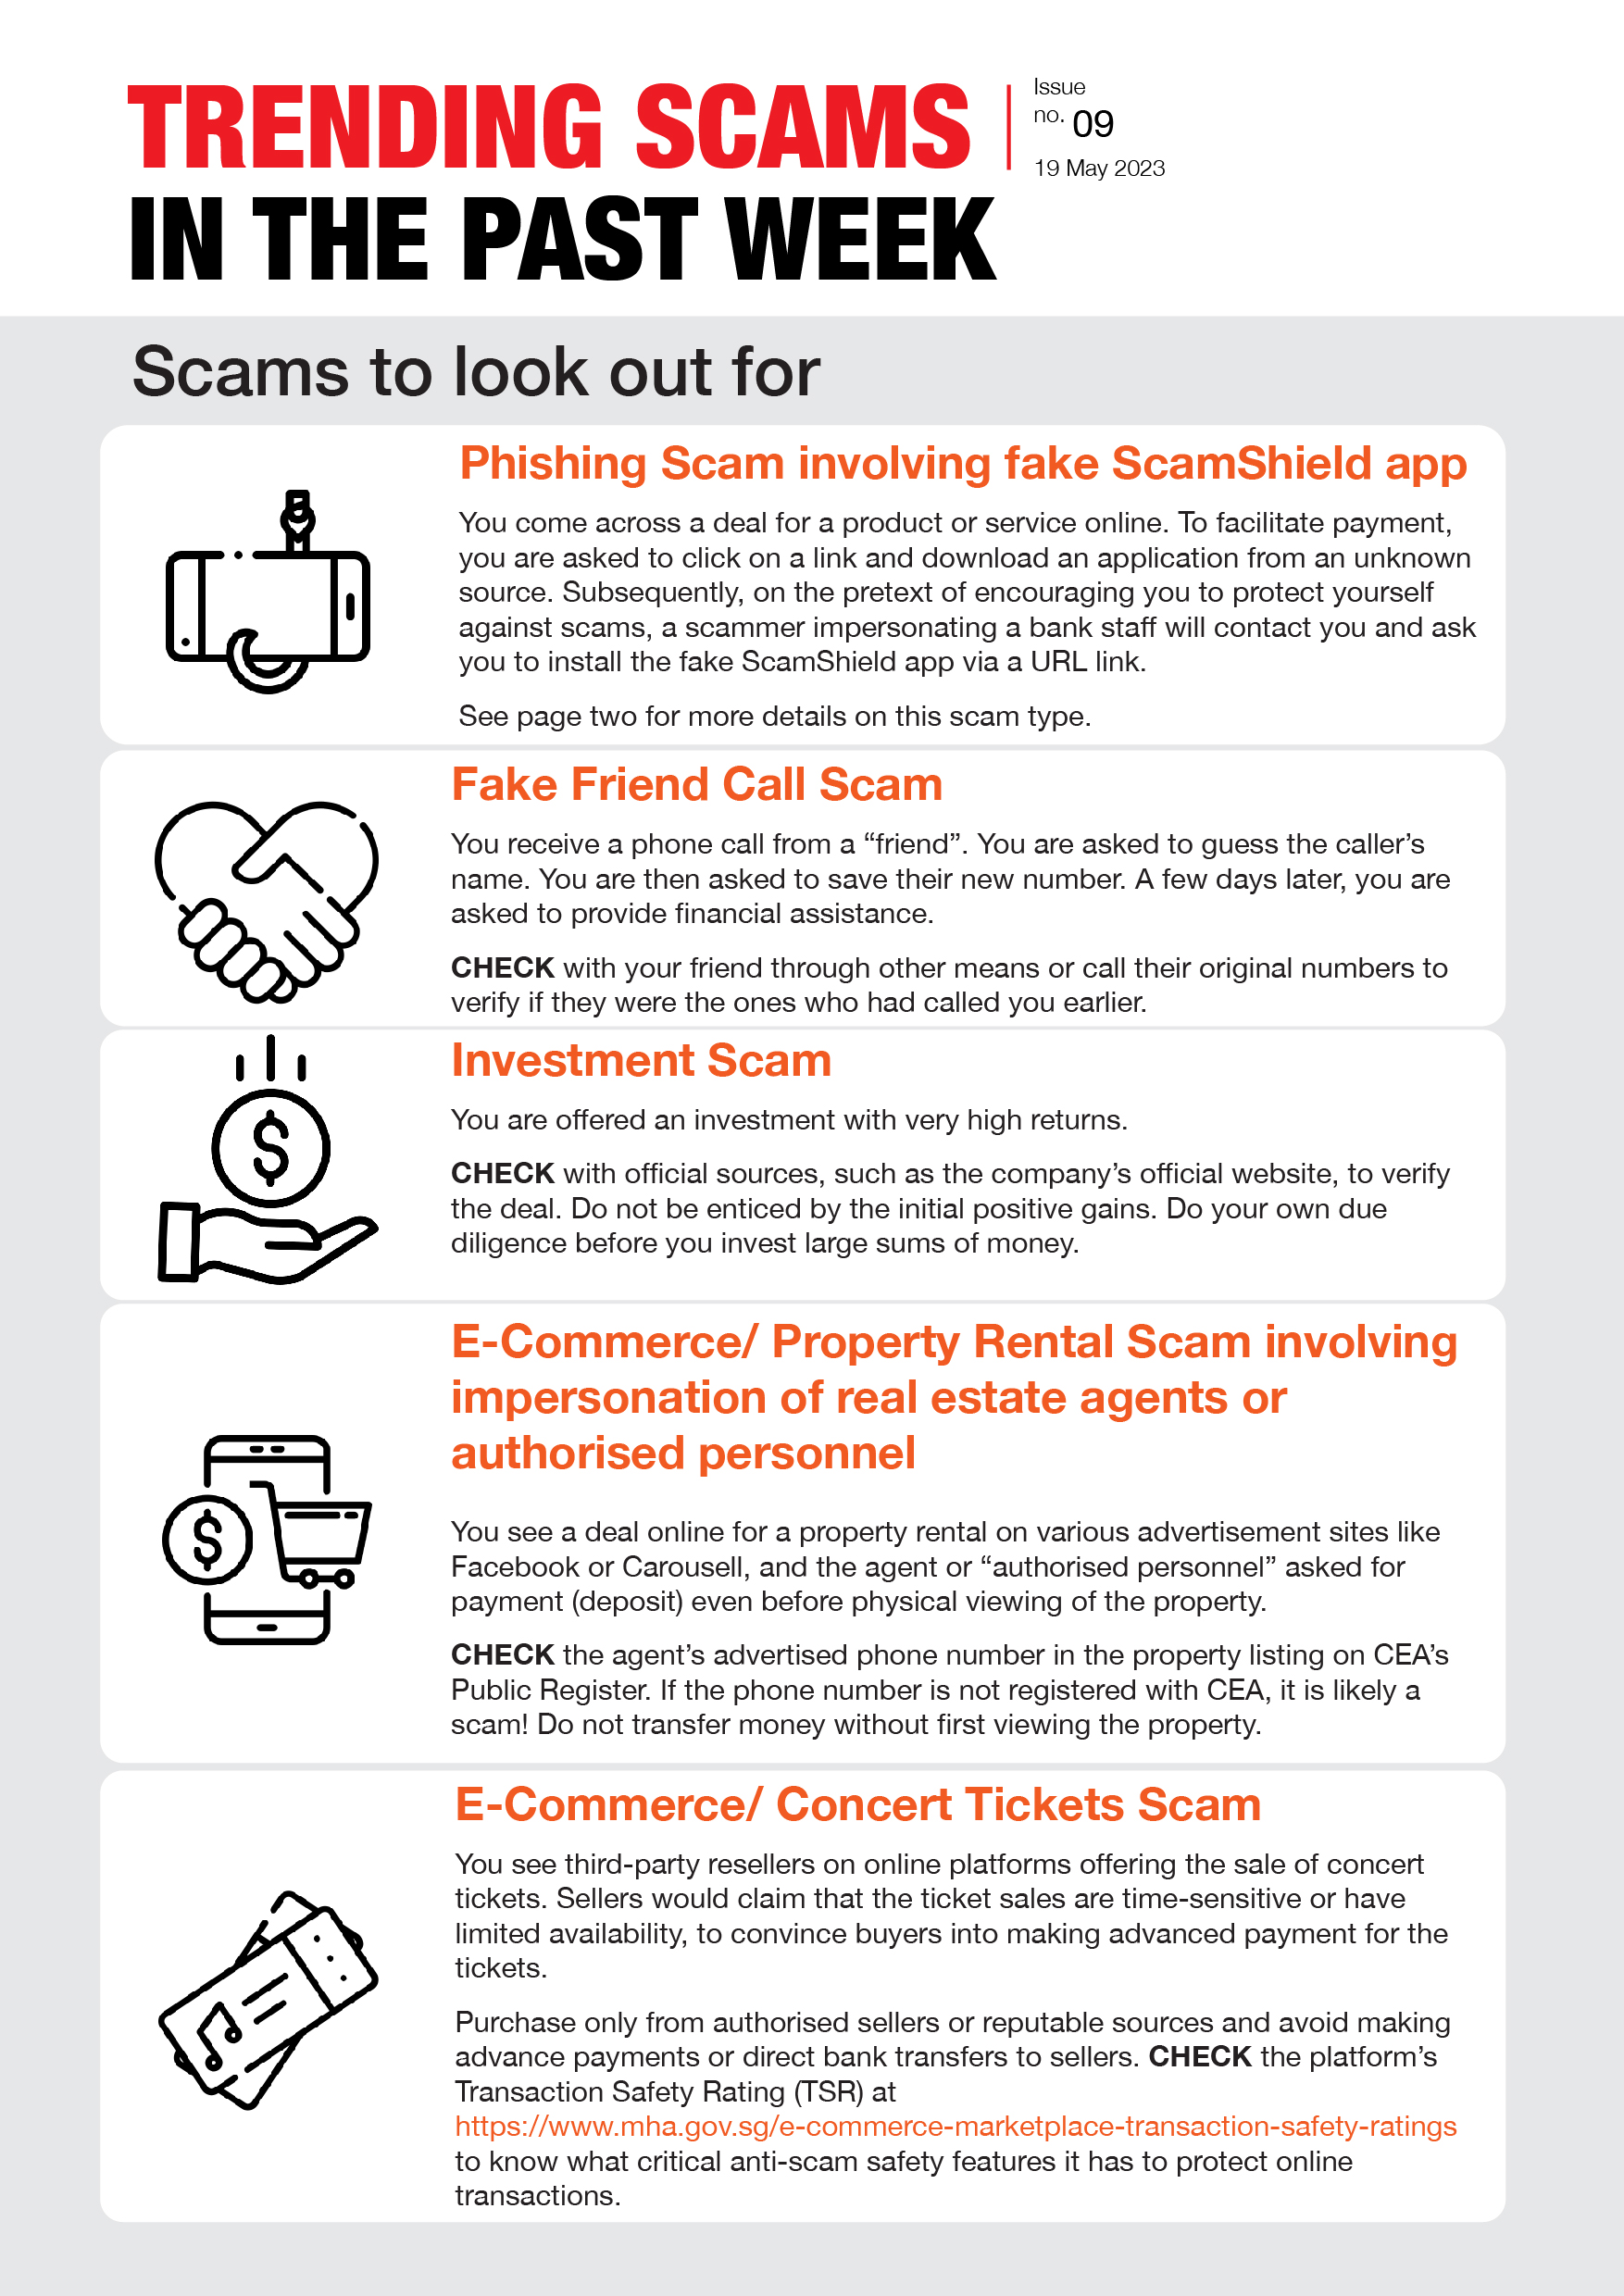 TRENDING SCAMS
IN THE PAST WEEK
Issue
no. 09
19 May 2023
Scams to look out for
Phishing Scam involving fake ScamShield app
You come across a deal for a product or service online. To facilitate payment,
you are asked to click on a link and download an application from an unknown
source. Subsequently, on the pretext of encouraging you to protect yourself
against scams, a scammer impersonating a bank staff will contact you and ask
you to install the fake ScamShield app via a URL link.
See page two for more details on this scam type.
Fake Friend Call Scam
You receive a phone call from a “friend”. You are asked to guess the caller’s
name. You are then asked to save their new number. A few days later, you are
asked to provide financial assistance.
CHECK with your friend through other means or call their original numbers to
verify if they were the ones who had called you earlier.
Investment Scam
You are offered an investment with very high returns.
CHECK with official sources, such as the company’s official website, to verify
the deal. Do not be enticed by the initial positive gains. Do your own due
diligence before you invest large sums of money.
E-Commerce/ Property Rental Scam involving
impersonation of real estate agents or
authorised personnel
You see a deal online for a property rental on various advertisement sites like
Facebook or Carousell, and the agent or “authorised personnel” asked for
payment (deposit) even before physical viewing of the property.
CHECK the agent’s advertised phone number in the property listing on CEA’s
Public Register. If the phone number is not registered with CEA, it is likely a
scam! Do not transfer money without first viewing the property.
E-Commerce/ Concert Tickets Scam
You see third-party resellers on online platforms offering the sale of concert
tickets. Sellers would claim that the ticket sales are time-sensitive or have
limited availability, to convince buyers into making advanced payment for the
tickets.
Purchase only from authorised sellers or reputable sources and avoid making
advance payments or direct bank transfers to sellers. CHECK the platform’s
Transaction Safety Rating (TSR) at
https://www.mha.gov.sg/e-commerce-marketplace-transaction-safety-ratings
to know what critical anti-scam safety features it has to protect online
transactions.